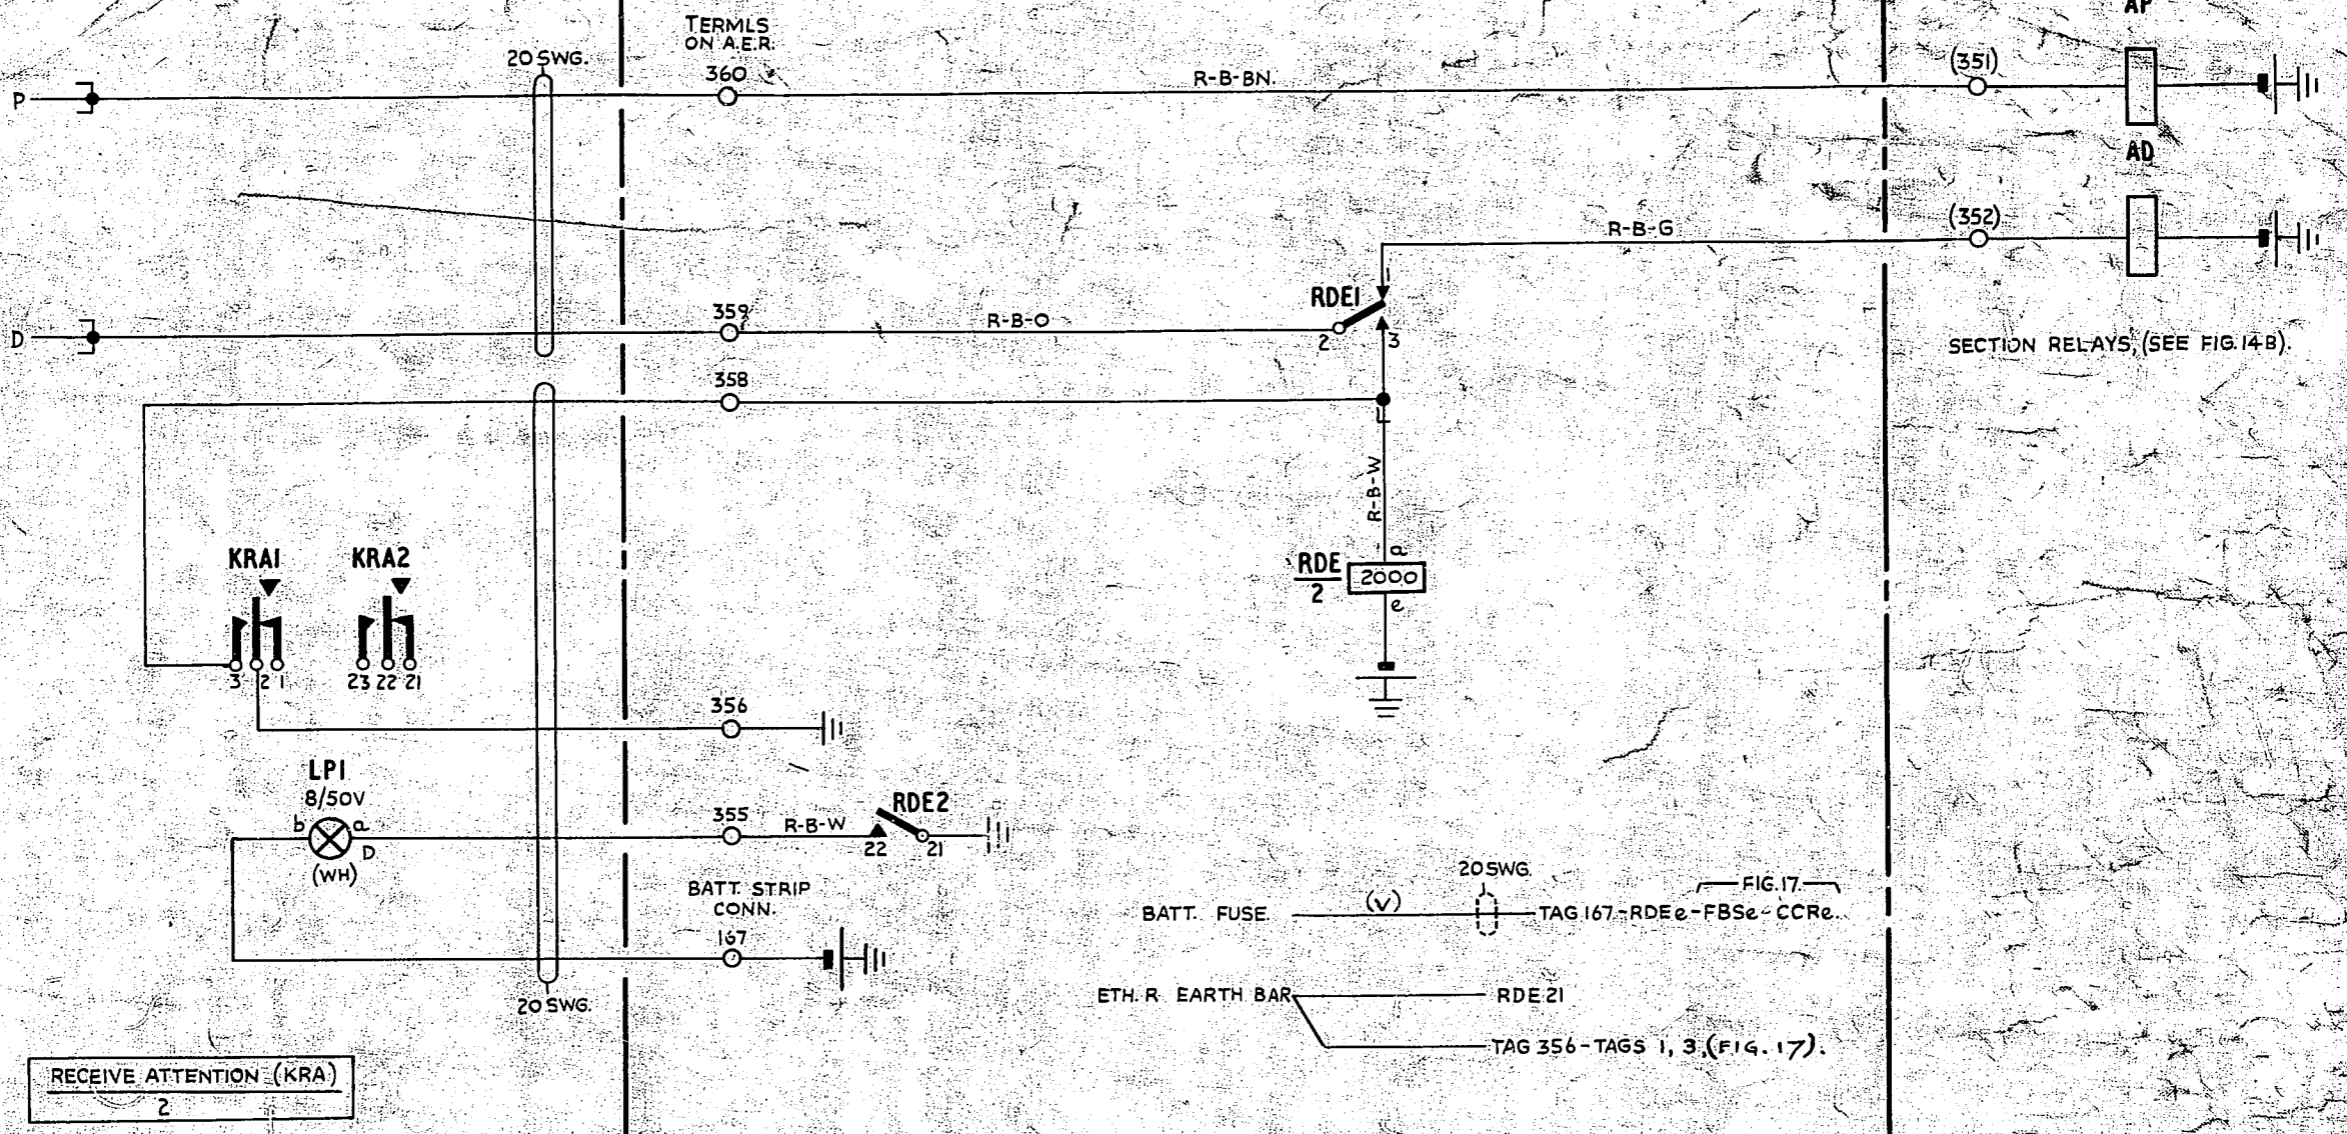 AP
TERMLS
ON A.E.R.
20 SWG.
360
R-B-BN.
(351)
P
AD
R-B-G
(352)
RDE1
1
359
R-B-O
2
3
D
SECTION RELAYS, (SEE FIG. 14B).
358
R-B-W
KRA1
KRA2
a
RDE
2
2000
e
3 2 1
23 22 21
356
LP1
8/50V
b
a
D
(WH)
355
R-B-W
RDE2
22
21
BATT. STRIP
CONN.
167
20 SWG.
20 SWG.
FIG. 17.
BATT. FUSE.
(V)
TAG 167-RDEe-FBSe-CCRe.
ETH. R EARTH BAR
RDE 21
TAG 356-TAGS 1, 3, (FIG. 17).
RECEIVE ATTENTION (KRA)
2